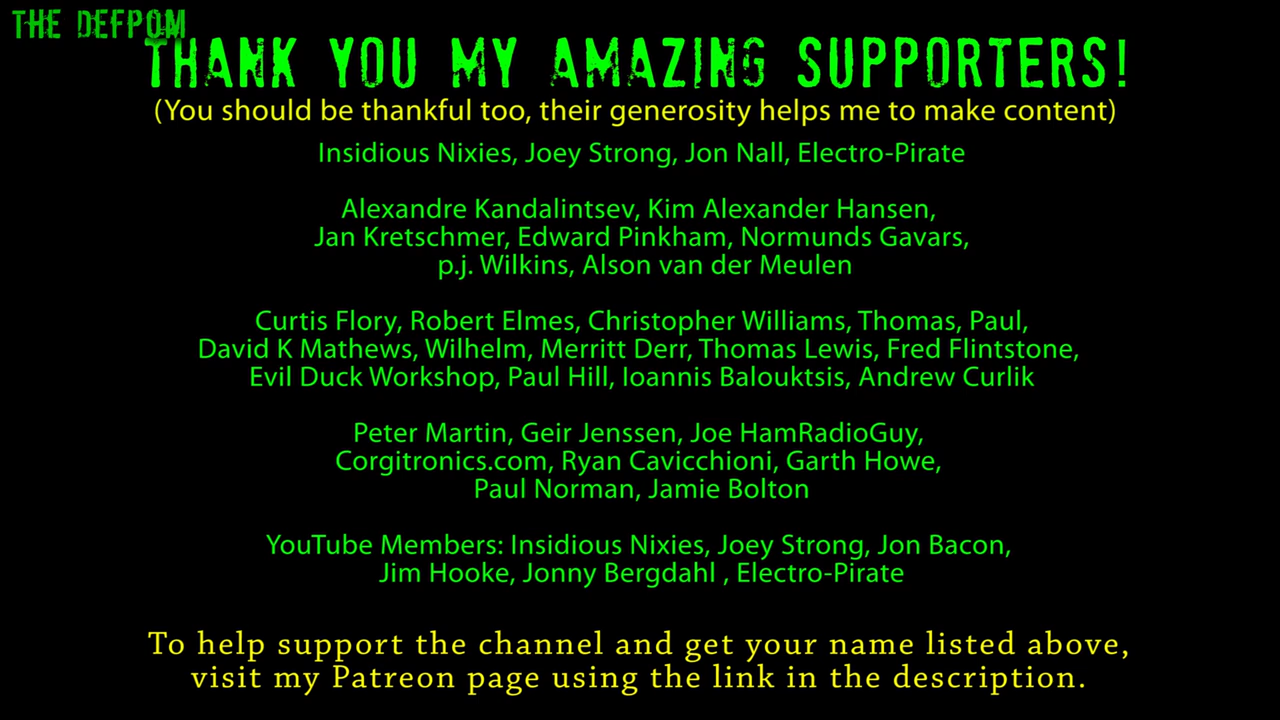 THE DEFPOM
THANK YOU MY AMAZING SUPPORTERS!
(You should be thankful too, their generosity helps me to make content)
Insidious Nixies, Joey Strong, Jon Nall, Electro-Pirate
Alexandre Kandalintsev, Kim Alexander Hansen,
Jan Kretschmer, Edward Pinkham, Normunds Gavars,
p.j. Wilkins, Alson van der Meulen
Curtis Flory, Robert Elmes, Christopher Williams, Thomas, Paul,
David K Mathews, Wilhelm, Merritt Derr, Thomas Lewis, Fred Flintstone,
Evil Duck Workshop, Paul Hill, Ioannis Balouktsis, Andrew Curlik
Peter Martin, Geir Jenssen, Joe HamRadioGuy,
Corgitronics.com, Ryan Cavicchioni, Garth Howe,
Paul Norman, Jamie Bolton
YouTube Members: Insidious Nixies, Joey Strong, Jon Bacon,
Jim Hooke, Jonny Bergdahl , Electro-Pirate
To help support the channel and get your name listed above,
visit my Patreon page using the link in the description.